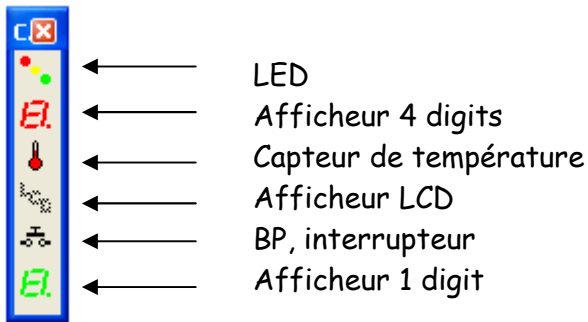 C.
LED
Afficheur 4 digits
Capteur de température
Afficheur LCD
BP, interrupteur
Afficheur 1 digit